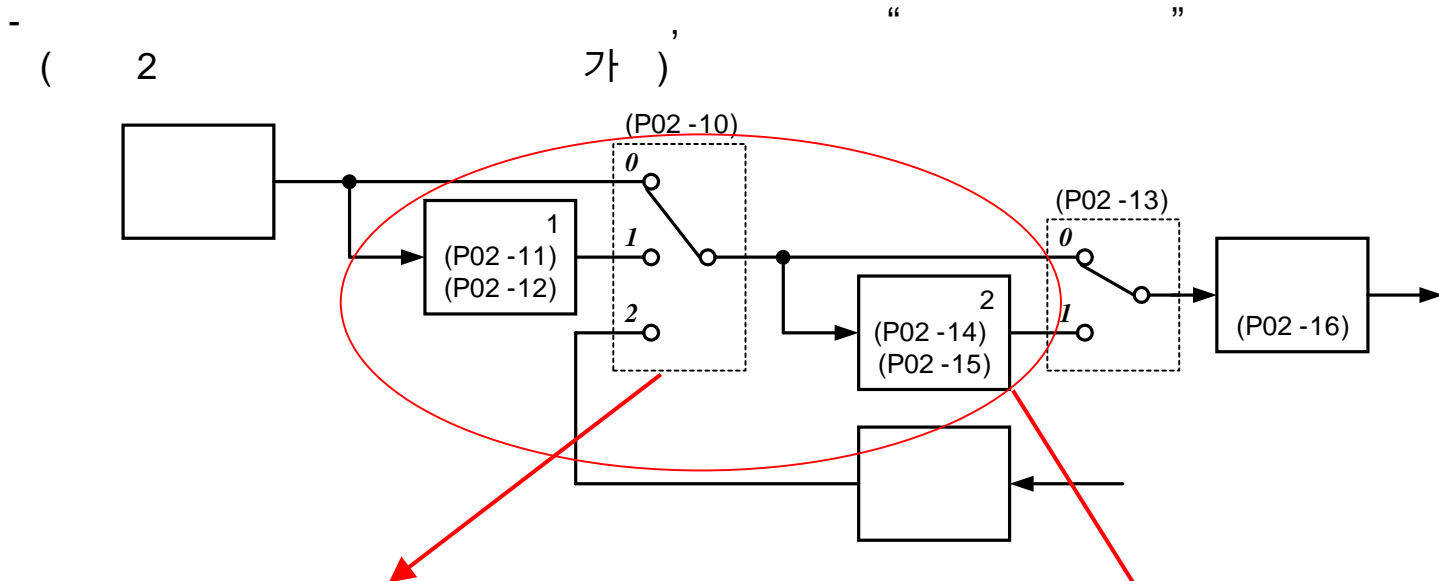 - “ ”
,
( 2 가 )
(P02 -10)
0
(P02 -13)
1
1
0
(P02 -11)
(P02 -12)
2
2
1
(P02 -14)
(P02 -16)
(P02 -15)